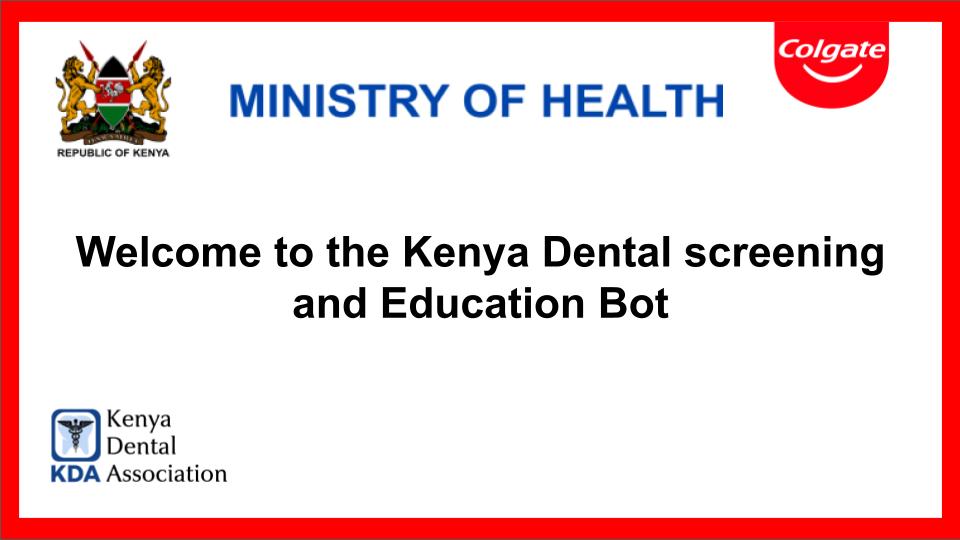 MINISTRY OF HEALTH
REPUBLIC OF KENYA
Colgate
Welcome to the Kenya Dental screening
and Education Bot
Kenya
Dental
KDA Association